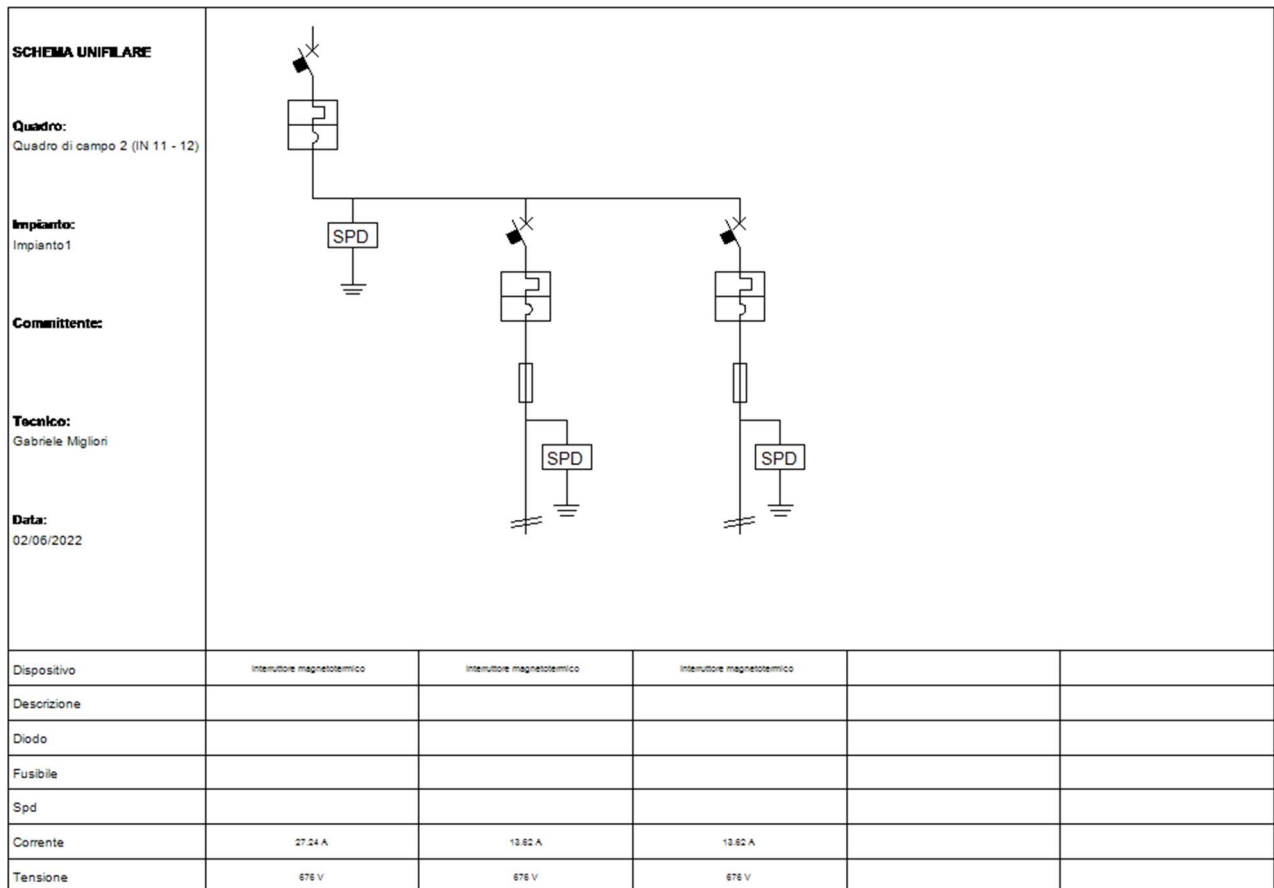 SCHEMA UNIFILARE
Quadro:
Quadro di campo 2 (IN 11 - 12)
Impianto:
Impianto1
Committente:
Tecnico:
Gabriele Migliori
Data:
02/06/2022
SPD
SPD
SPD
Dispositivo Interruttore magnetotermico Interruttore magnetotermico Interruttore magnetotermico
Descrizione
Diodo
Fusibile
Spd
Corrente 27.24 A 13.62 A 13.62 A
Tensione 676 V 676 V 676 V